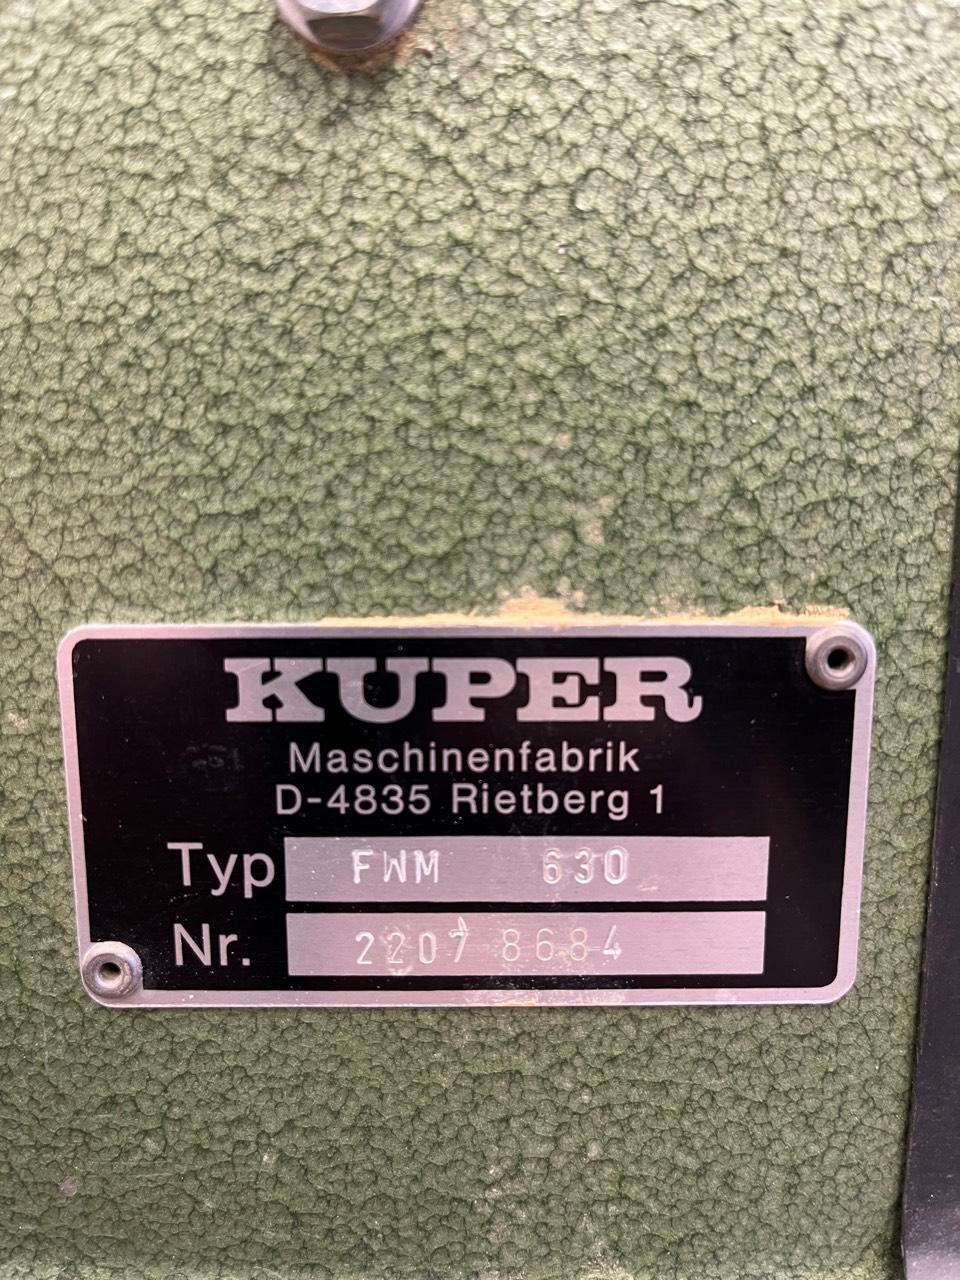 KUPER
Maschinenfabrik
D-4835 Rietberg 1
Typ FWM 630
Nr. 2207 8684